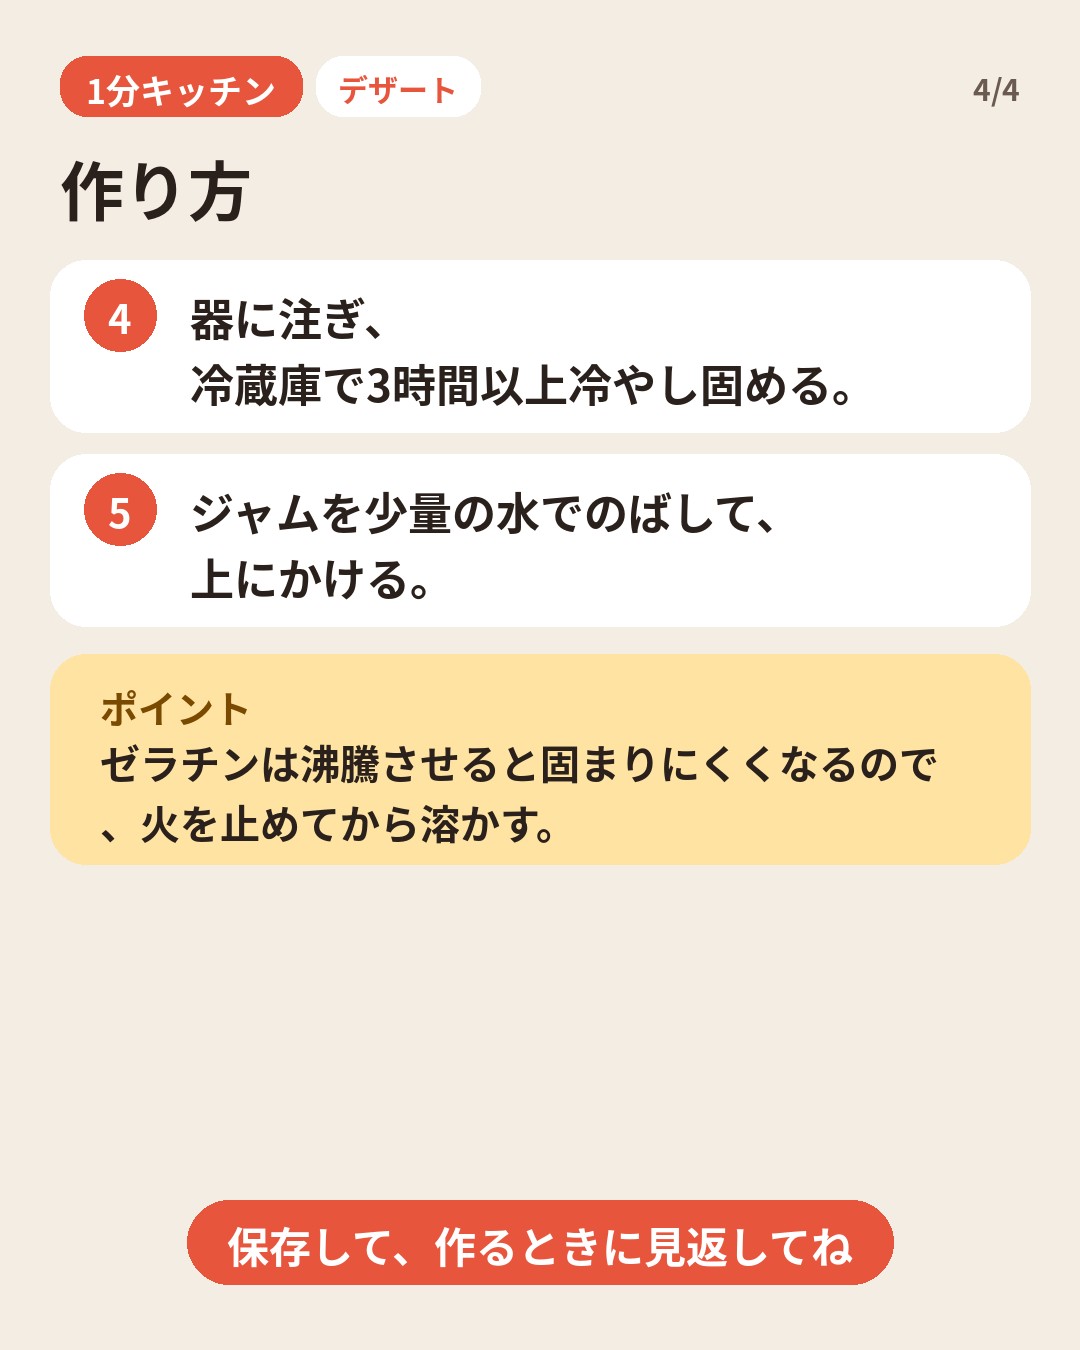 1分キッチン デザート 4/4
作り方
4 器に注ぎ、
冷蔵庫で3時間以上冷やし固める。
5 ジャムを少量の水でのばして、
上にかける。
ポイント
ゼラチンは沸騰させると固まりにくくなるので
、火を止めてから溶かす。
保存して、作るときに見返してね